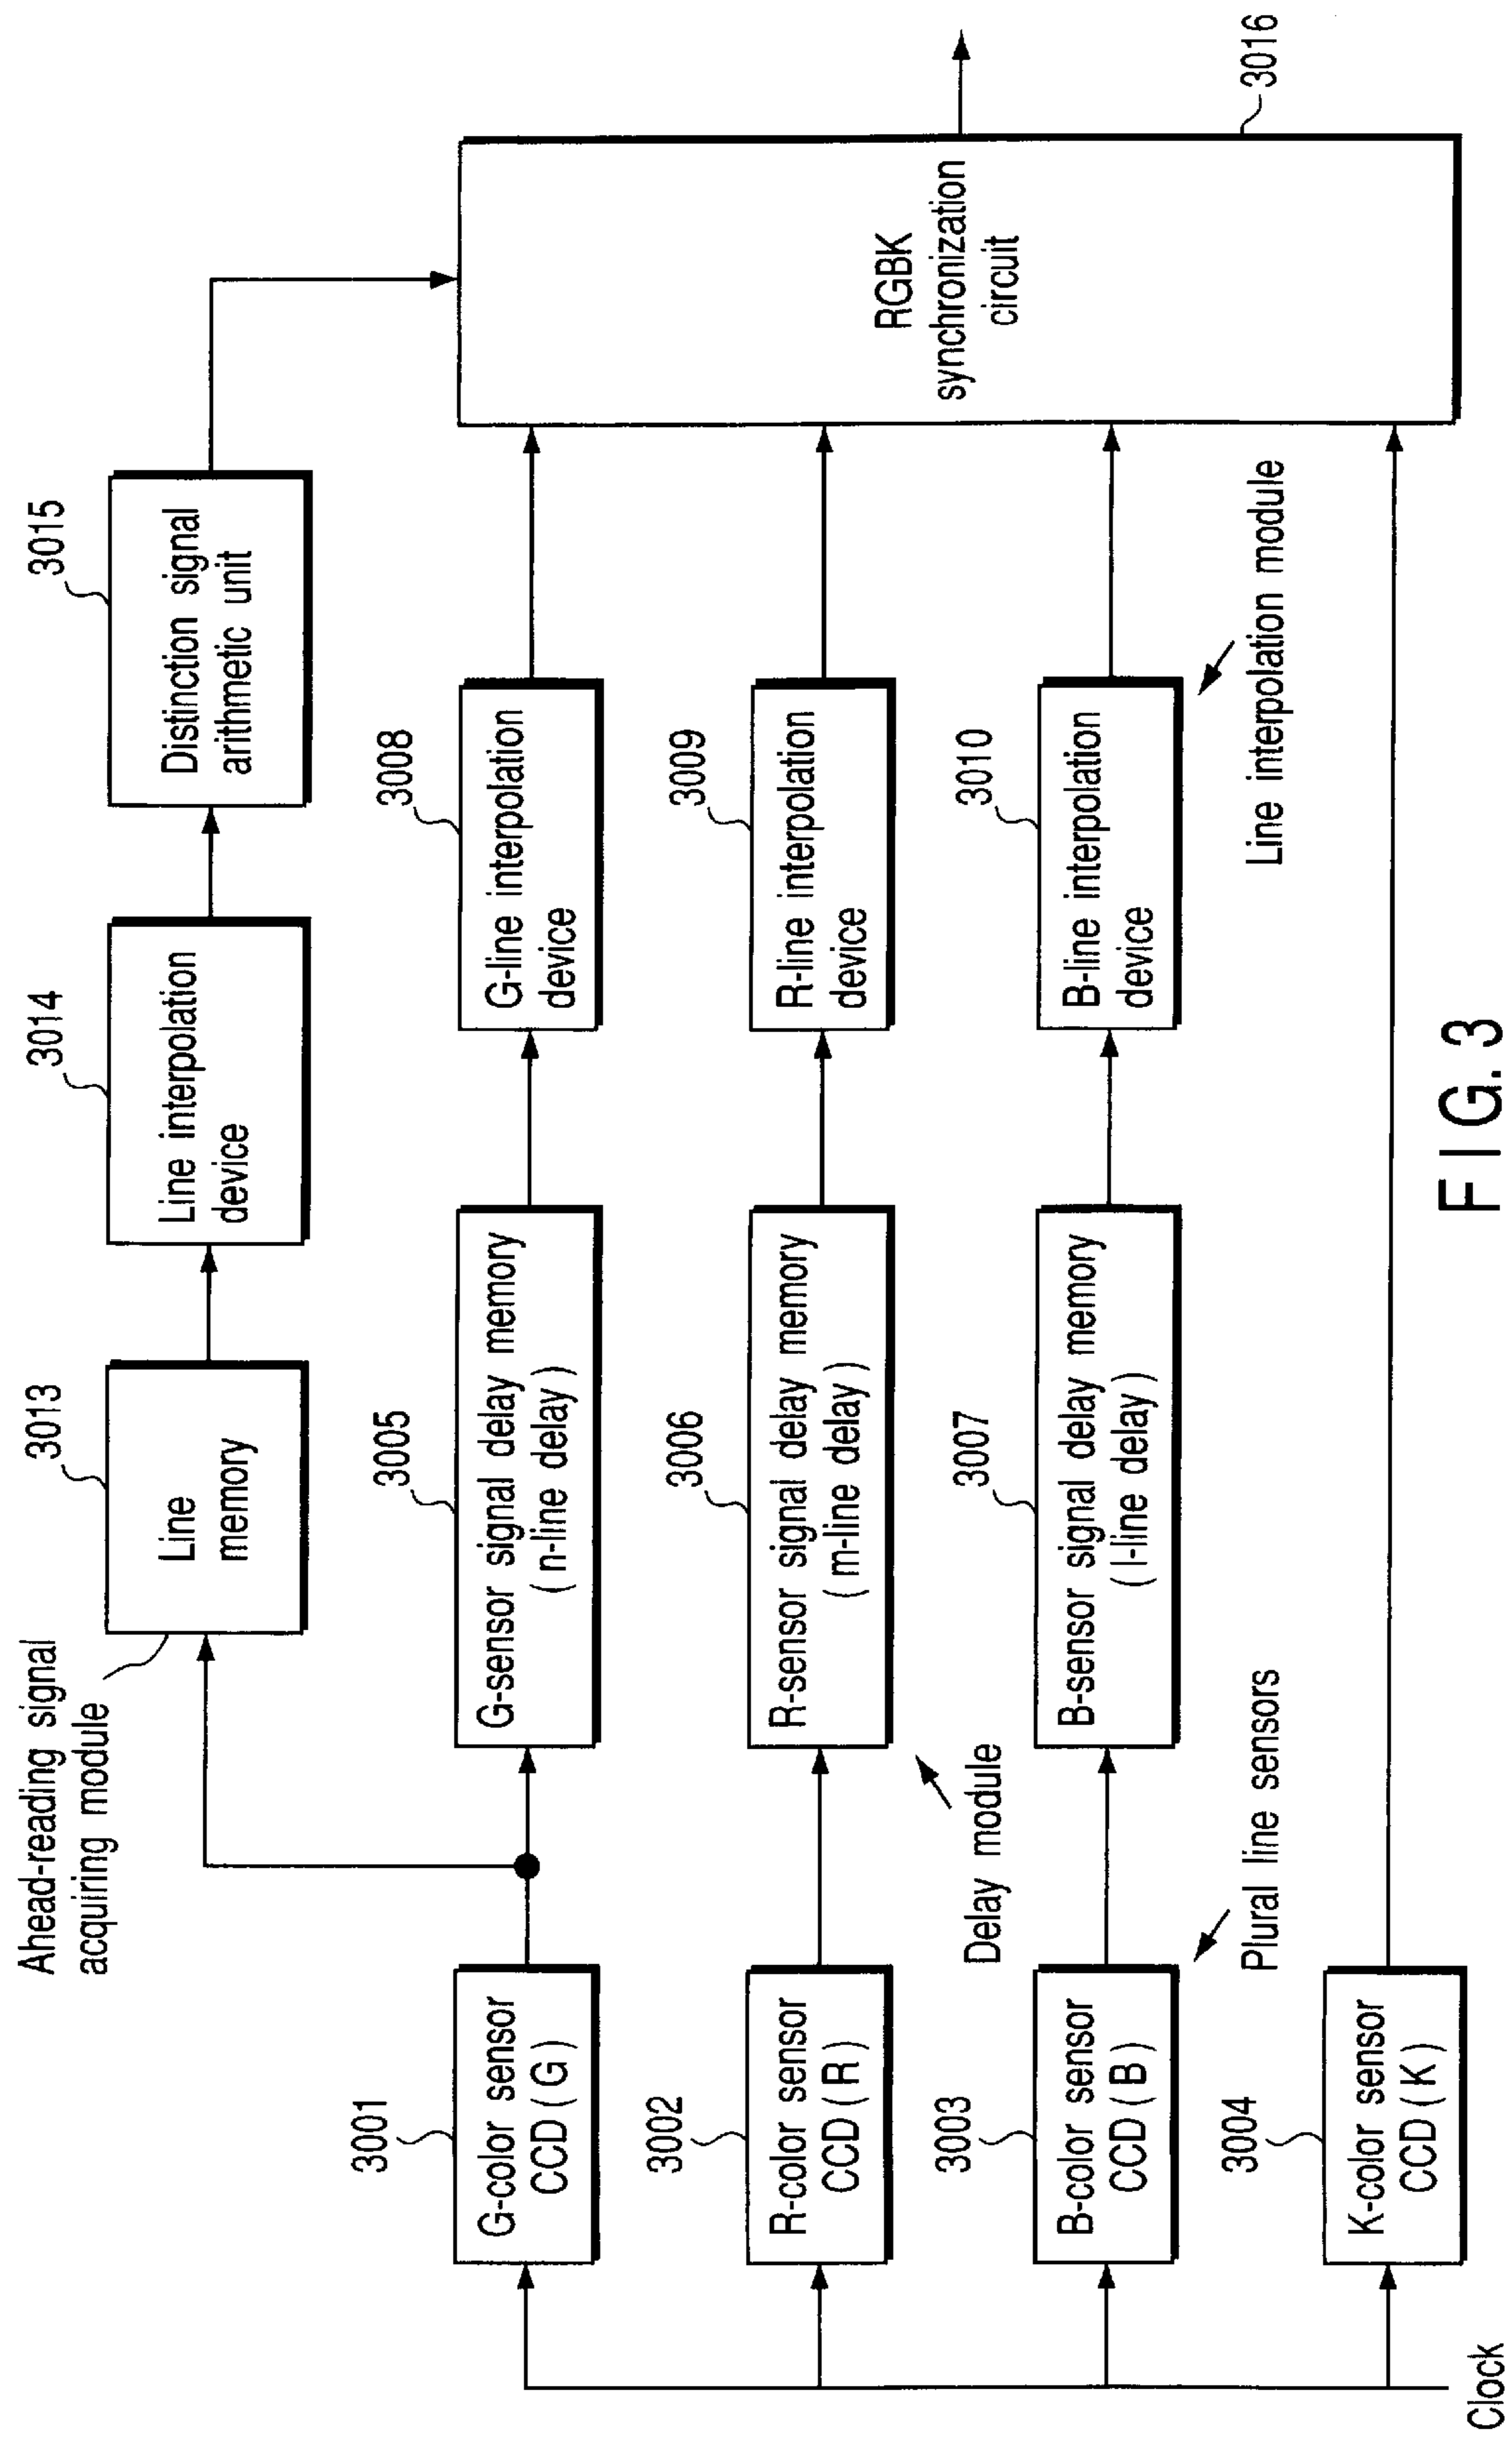 Ahead-reading signal
acquiring module
3013
Line
memory
3014
Line interpolation
device
3015
Distinction signal
arithmetic unit
3001
G-color sensor
CCD ( G )
3005
G-sensor signal delay memory
( n-line delay )
3008
G-line interpolation
device
3002
R-color sensor
CCD ( R )
3006
R-sensor signal delay memory
( m-line delay )
3009
R-line interpolation
device
RGBK
synchronization
circuit
3016
Delay module
3003
B-color sensor
CCD ( B )
3007
B-sensor signal delay memory
( l-line delay )
3010
B-line interpolation
device
Plural line sensors
Line interpolation module
3004
K-color sensor
CCD ( K )
Clock
FIG. 3